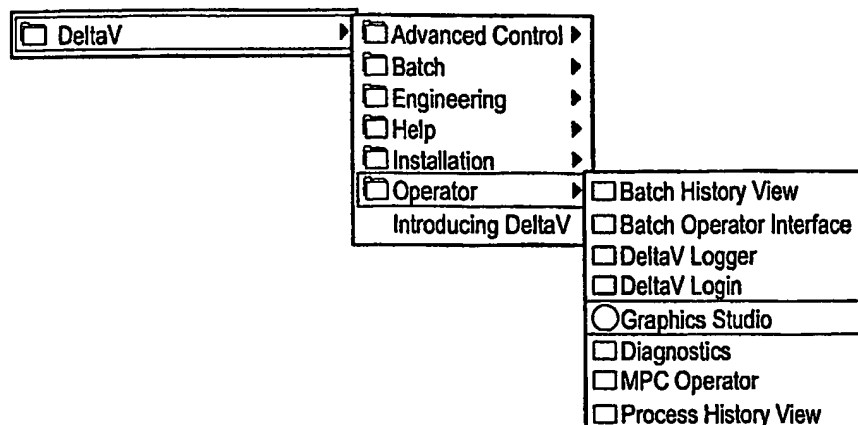 DeltaV
Advanced Control
Batch
Engineering
Help
Installation
Operator
Introducing DeltaV
Batch History View
Batch Operator Interface
DeltaV Logger
DeltaV Login
Graphics Studio
Diagnostics
MPC Operator
Process History View